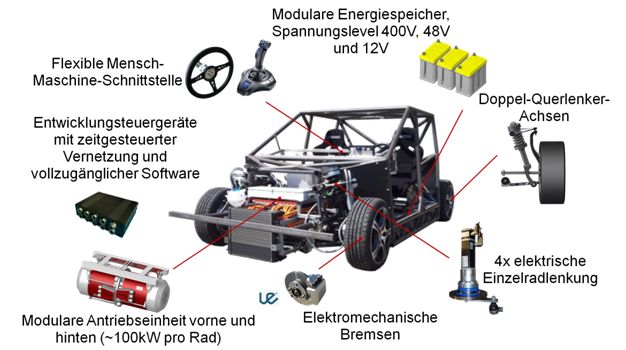 Modulare Energiespeicher,
Spannungslevel 400V, 48V
und 12V
Flexible Mensch-
Maschine-Schnittstelle
Doppel-Querlenker-
Achsen
Entwicklungsteuergeräte
mit zeitgesteuerter
Vernetzung und
vollzugänglicher Software
4x elektrische
Einzelradlenkung
Modulare Antriebseinheit vorne und
hinten (~100kW pro Rad)
Elektromechanische
Bremsen